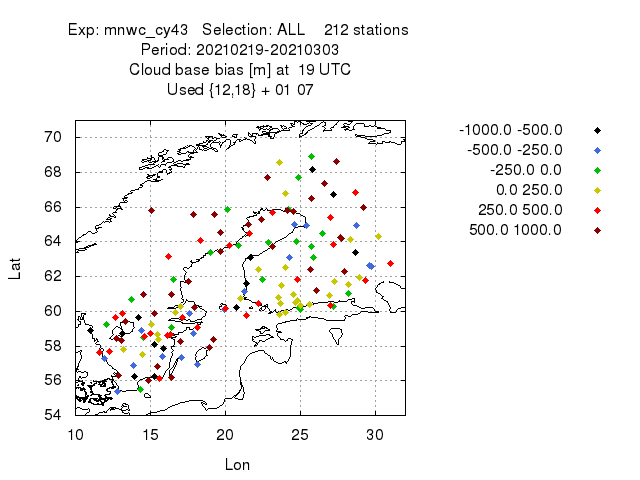 Exp: mnwc_cy43 Selection: ALL 212 stations
Period: 20210219-20210303
Cloud base bias [m] at 19 UTC
Used {12,18} + 01 07
-1000.0 -500.0
-500.0 -250.0
-250.0 0.0
0.0 250.0
250.0 500.0
500.0 1000.0
Lat
70
68
66
64
62
60
58
56
54
10 15 20 25 30
Lon